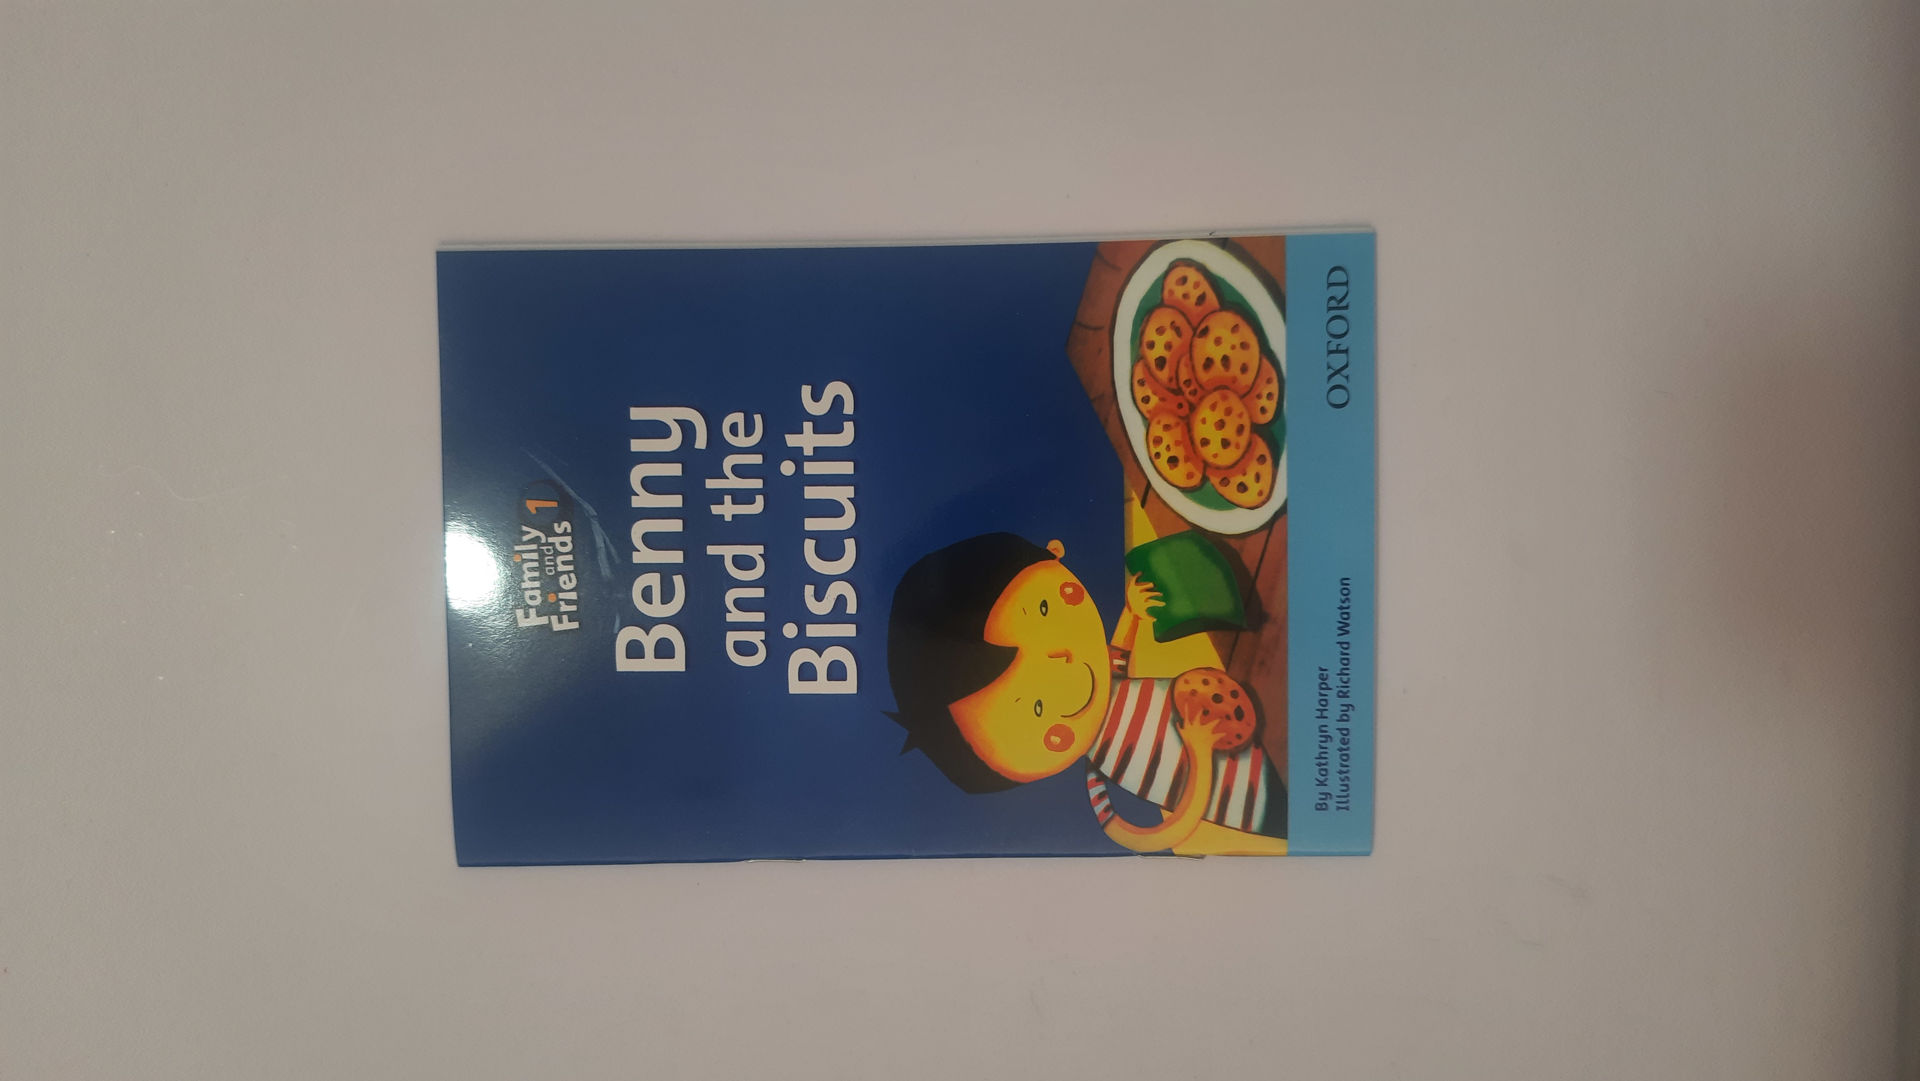 Family
and
Friends 1
Benny
and the
Biscuits
By Kathryn Harper
Illustrated by Richard Watson
OXFORD